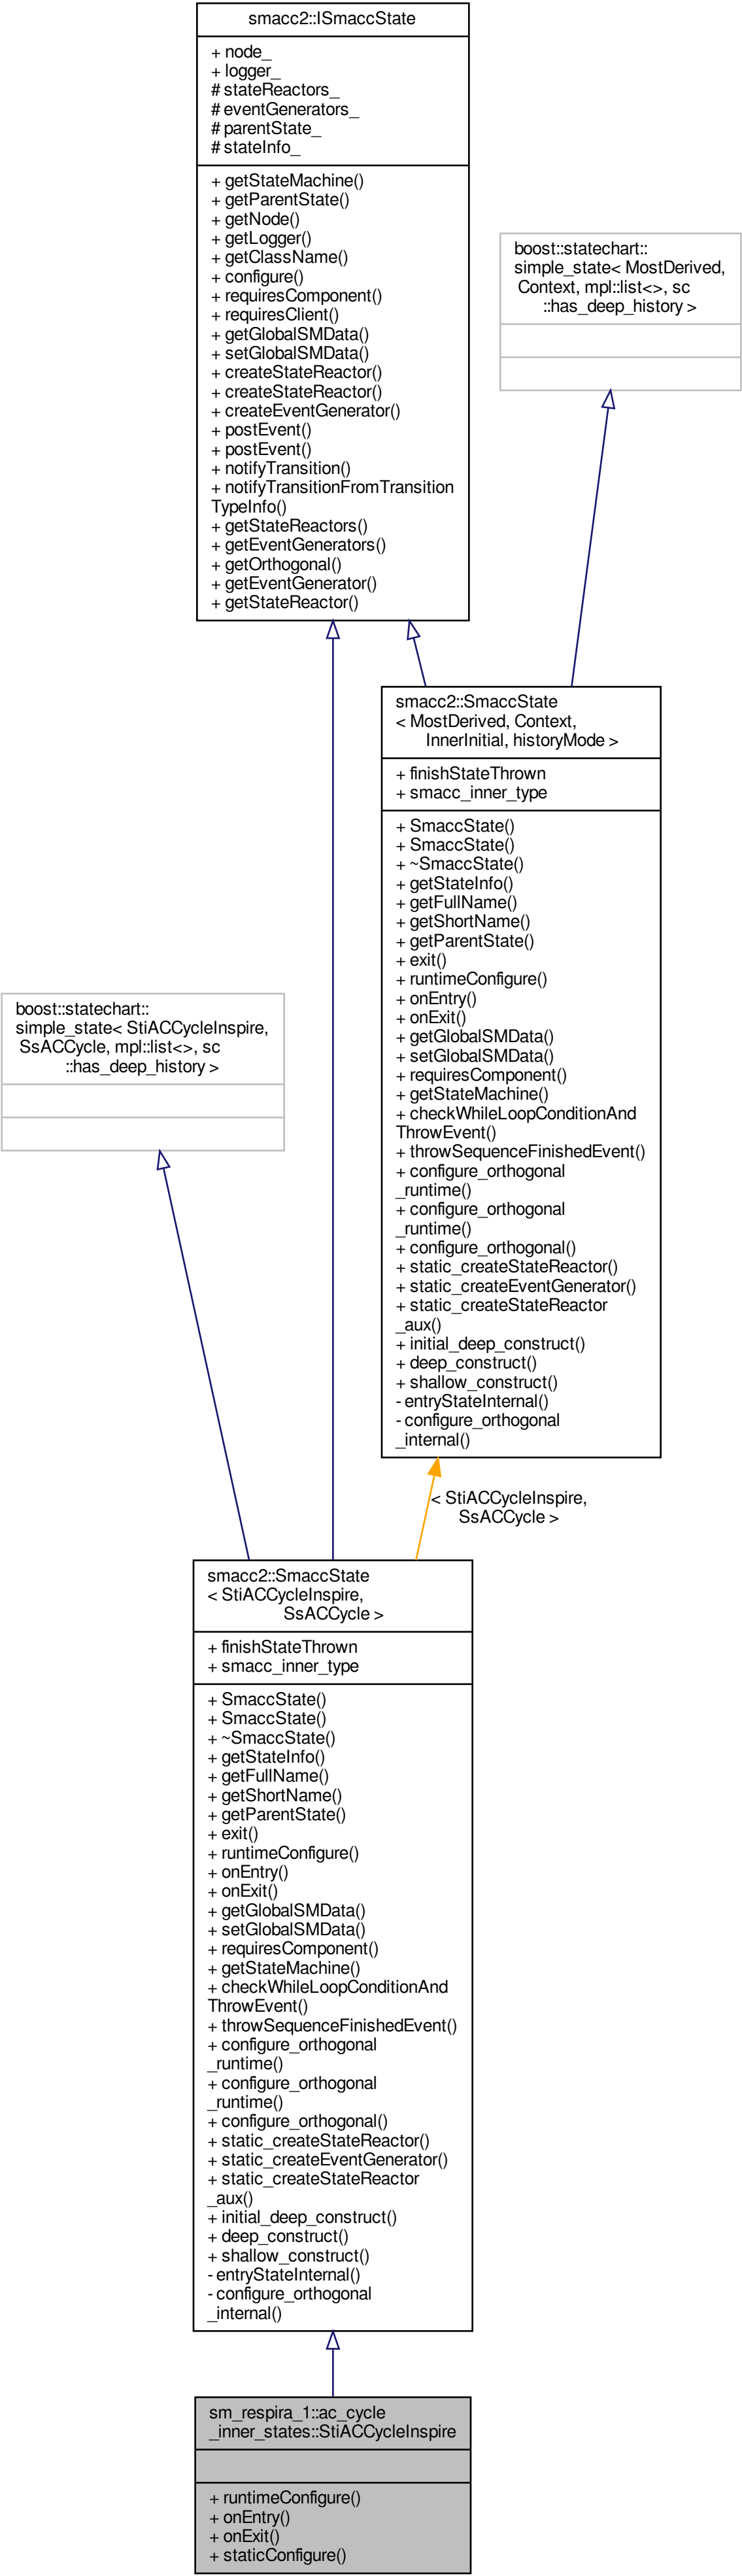 smacc2::ISmaccState
+ node_
+ logger_
# stateReactors_
# eventGenerators_
# parentState_
# stateInfo_
+ getStateMachine()
+ getParentState()
+ getNode()
+ getLogger()
+ getClassName()
+ configure()
+ requiresComponent()
+ requiresClient()
+ getGlobalSMData()
+ setGlobalSMData()
+ createStateReactor()
+ createStateReactor()
+ createEventGenerator()
+ postEvent()
+ postEvent()
+ notifyTransition()
+ notifyTransitionFromTransition
TypeInfo()
+ getStateReactors()
+ getEventGenerators()
+ getOrthogonal()
+ getEventGenerator()
+ getStateReactor()
boost::statechart::
simple_state< MostDerived,
Context, mpl::list<>, sc
::has_deep_history >
smacc2::SmaccState
< MostDerived, Context,
InnerInitial, historyMode >
+ finishStateThrown
+ smacc_inner_type
+ SmaccState()
+ SmaccState()
+ ~SmaccState()
+ getStateInfo()
+ getFullName()
+ getShortName()
+ getParentState()
+ exit()
+ runtimeConfigure()
+ onEntry()
+ onExit()
+ getGlobalSMData()
+ setGlobalSMData()
+ requiresComponent()
+ getStateMachine()
+ checkWhileLoopConditionAnd
ThrowEvent()
+ throwSequenceFinishedEvent()
+ configure_orthogonal
_runtime()
+ configure_orthogonal
_runtime()
+ configure_orthogonal()
+ static_createStateReactor()
+ static_createEventGenerator()
+ static_createStateReactor
_aux()
+ initial_deep_construct()
+ deep_construct()
+ shallow_construct()
- entryStateInternal()
- configure_orthogonal
_internal()
boost::statechart::
simple_state< StiACCycleInspire,
SsACCycle, mpl::list<>, sc
::has_deep_history >
< StiACCycleInspire,
SsACCycle >
smacc2::SmaccState
< StiACCycleInspire,
SsACCycle >
+ finishStateThrown
+ smacc_inner_type
+ SmaccState()
+ SmaccState()
+ ~SmaccState()
+ getStateInfo()
+ getFullName()
+ getShortName()
+ getParentState()
+ exit()
+ runtimeConfigure()
+ onEntry()
+ onExit()
+ getGlobalSMData()
+ setGlobalSMData()
+ requiresComponent()
+ getStateMachine()
+ checkWhileLoopConditionAnd
ThrowEvent()
+ throwSequenceFinishedEvent()
+ configure_orthogonal
_runtime()
+ configure_orthogonal
_runtime()
+ configure_orthogonal()
+ static_createStateReactor()
+ static_createEventGenerator()
+ static_createStateReactor
_aux()
+ initial_deep_construct()
+ deep_construct()
+ shallow_construct()
- entryStateInternal()
- configure_orthogonal
_internal()
sm_respira_1::ac_cycle
_inner_states::StiACCycleInspire
+ runtimeConfigure()
+ onEntry()
+ onExit()
+ staticConfigure()